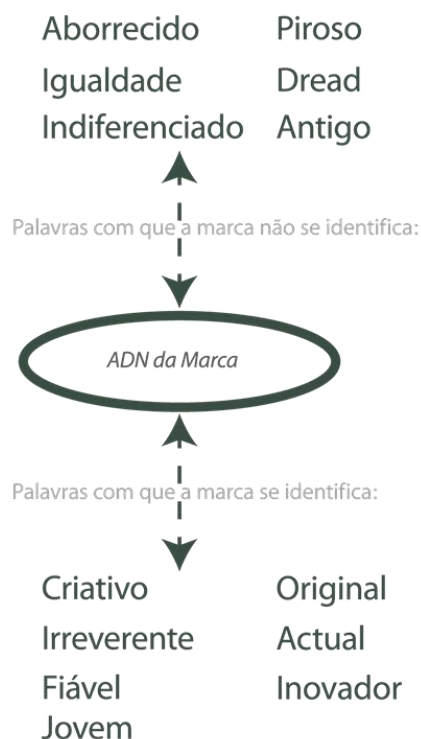 Aborrecido Piroso
Igualdade Dread
Indiferenciado Antigo
Palavras com que a marca não se identifica:
ADN da Marca
Palavras com que a marca se identifica:
Criativo Original
Irreverente Actual
Fiável Inovador
Jovem